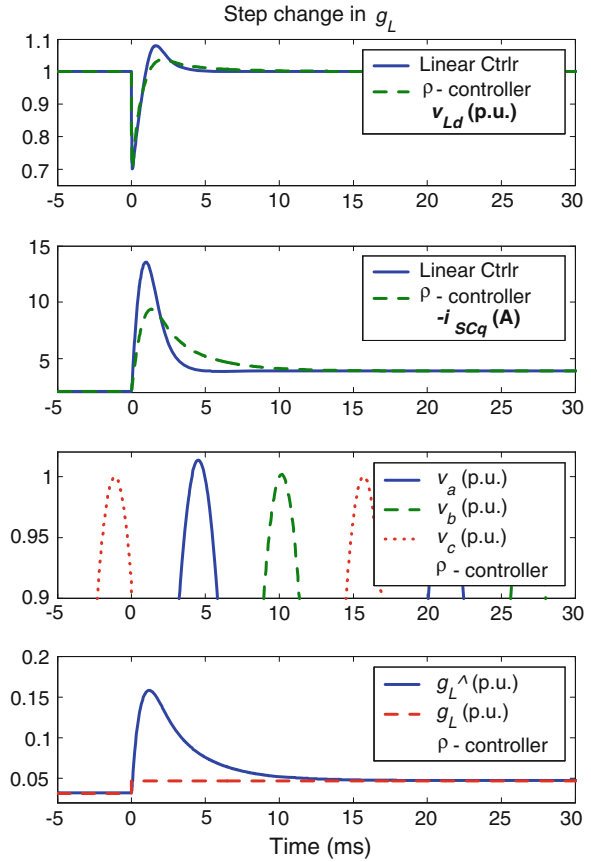 Step change in g_L
1.1
1.0
0.9
0.8
0.7
Linear Ctrlr
ρ - controller
v_Ld (p.u.)
-5 0 5 10 15 20 25 30
15
10
5
Linear Ctrlr
ρ - controller
-i_SCq (A)
-5 0 5 10 15 20 25 30
1
0.95
0.9
v_a (p.u.)
v_b (p.u.)
v_c (p.u.)
ρ - controller
-5 0 5 10 15 20 25 30
0.2
0.15
0.1
0.05
g_L^ (p.u.)
g_L (p.u.)
ρ - controller
-5 0 5 10 15 20 25 30
Time (ms)